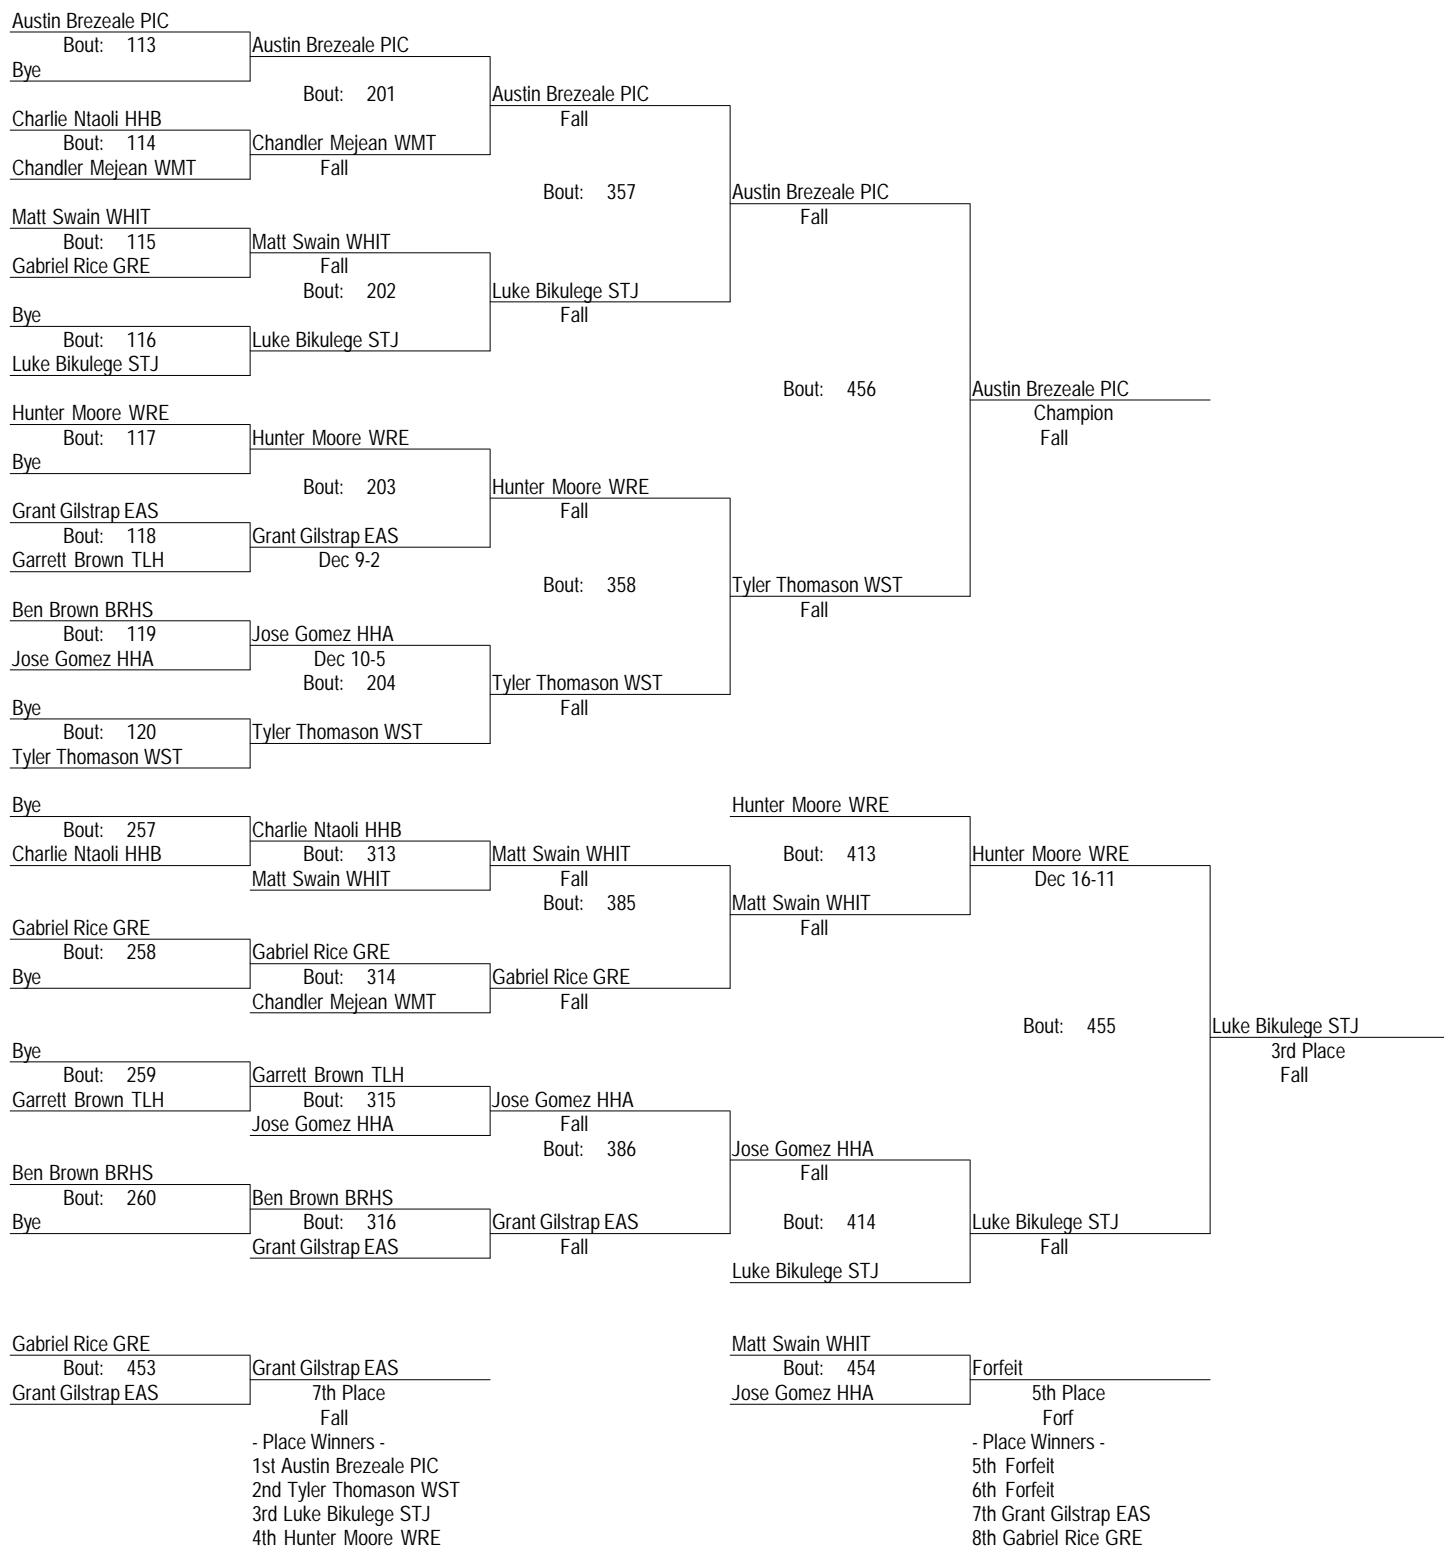 Austin Brezeale PIC
Bout: 113
Austin Brezeale PIC
Bye
Bout: 201
Austin Brezeale PIC
Charlie Ntaoli HHB
Fall
Bout: 114
Chandler Mejean WMT
Chandler Mejean WMT
Fall
Bout: 357
Austin Brezeale PIC
Matt Swain WHIT
Fall
Bout: 115
Matt Swain WHIT
Gabriel Rice GRE
Fall
Bout: 202
Luke Bikulege STJ
Bye
Fall
Bout: 116
Luke Bikulege STJ
Luke Bikulege STJ
Bout: 456
Austin Brezeale PIC
Hunter Moore WRE
Champion
Bout: 117
Hunter Moore WRE
Fall
Bye
Bout: 203
Hunter Moore WRE
Grant Gilstrap EAS
Fall
Bout: 118
Grant Gilstrap EAS
Garrett Brown TLH
Dec 9-2
Bout: 358
Tyler Thomason WST
Ben Brown BRHS
Fall
Bout: 119
Jose Gomez HHA
Jose Gomez HHA
Dec 10-5
Bout: 204
Tyler Thomason WST
Bye
Fall
Bout: 120
Tyler Thomason WST
Tyler Thomason WST
Bye
Hunter Moore WRE
Bout: 257
Charlie Ntaoli HHB
Charlie Ntaoli HHB
Bout: 313
Matt Swain WHIT
Bout: 413
Hunter Moore WRE
Matt Swain WHIT
Fall
Dec 16-11
Bout: 385
Matt Swain WHIT
Gabriel Rice GRE
Fall
Bout: 258
Gabriel Rice GRE
Bye
Bout: 314
Gabriel Rice GRE
Chandler Mejean WMT
Fall
Bout: 455
Luke Bikulege STJ
Bye
3rd Place
Bout: 259
Garrett Brown TLH
Fall
Garrett Brown TLH
Bout: 315
Jose Gomez HHA
Jose Gomez HHA
Fall
Bout: 386
Jose Gomez HHA
Ben Brown BRHS
Fall
Bout: 260
Ben Brown BRHS
Bye
Bout: 316
Grant Gilstrap EAS
Bout: 414
Luke Bikulege STJ
Grant Gilstrap EAS
Fall
Fall
Luke Bikulege STJ
Gabriel Rice GRE
Bout: 453
Grant Gilstrap EAS
Grant Gilstrap EAS
7th Place
Fall
- Place Winners -
1st Austin Brezeale PIC
2nd Tyler Thomason WST
3rd Luke Bikulege STJ
4th Hunter Moore WRE
Matt Swain WHIT
Bout: 454
Forfeit
Jose Gomez HHA
5th Place
Forf
- Place Winners -
5th Forfeit
6th Forfeit
7th Grant Gilstrap EAS
8th Gabriel Rice GRE